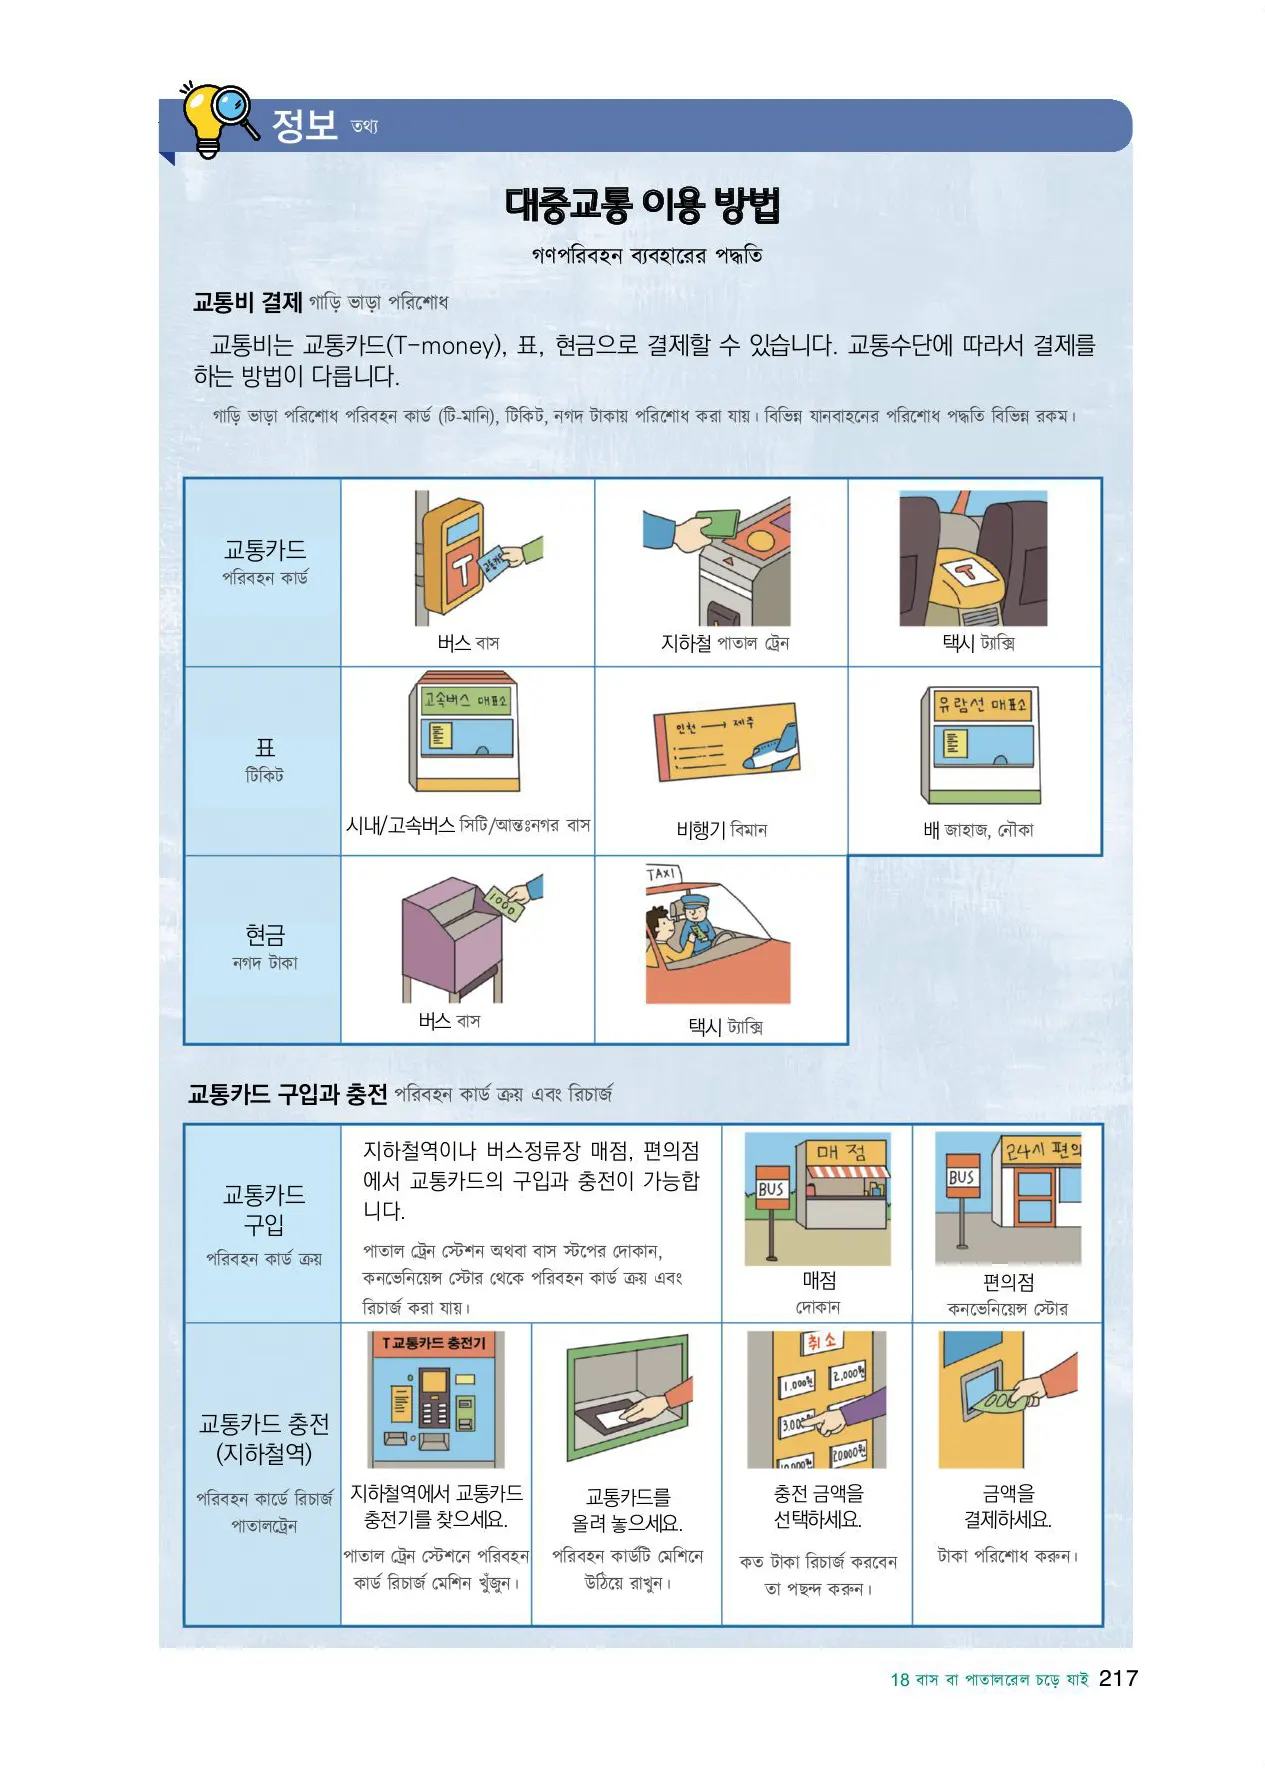 정보 তথ্য
대중교통 이용 방법
গণপরিবহন ব্যবহারের পদ্ধতি
교통비 결제 গাড়ি ভাড়া পরিশোধ
교통비는 교통카드(T-money), 표, 현금으로 결제할 수 있습니다. 교통수단에 따라서 결제를
하는 방법이 다릅니다.
গাড়ি ভাড়া পরিশোধ পরিবহন কার্ড (টি-মানি), টিকিট, নগদ টাকায় পরিশোধ করা যায়। বিভিন্ন যানবাহনের পরিশোধ পদ্ধতি বিভিন্ন রকম।
교통카드
পরিবহন কার্ড
T
교통카
버스 বাস
지하철 পাতাল ট্রেন
T
택시 ট্যাক্সি
표
টিকিট
고속버스 매표소
시내/고속버스 সিটি/আন্তঃনগর বাস
인천 → 제주
비행기 বিমান
유람선 매표소
배 জাহাজ, নৌকা
현금
নগদ টাকা
1000
버스 বাস
TAXI
택시 ট্যাক্সি
교통카드 구입과 충전 পরিবহন কার্ড ক্রয় এবং রিচার্জ
교통카드
구입
পরিবহন কার্ড ক্রয়
지하철역이나 버스정류장 매점, 편의점
에서 교통카드의 구입과 충전이 가능합
니다.
পাতাল ট্রেন স্টেশন অথবা বাস স্টপের দোকান,
কনভেনিয়েন্স স্টোর থেকে পরিবহন কার্ড ক্রয় এবং
রিচার্জ করা যায়।
매점
BUS
매점
দোকান
24시 편의
BUS
편의점
কনভেনিয়েন্স স্টোর
교통카드 충전
(지하철역)
পরিবহন কার্ডে রিচার্জ
পাতালট্রেন
T 교통카드 충전기
지하철역에서 교통카드
충전기를 찾으세요.
পাতাল ট্রেন স্টেশনে পরিবহন
কার্ড রিচার্জ মেশিন খুঁজুন।
교통카드를
올려 놓으세요.
পরিবহন কার্ডটি মেশিনে
উঠিয়ে রাখুন।
취소
1,000원 2,000원
3,000
10,000원 20,000원
충전 금액을
선택하세요.
কত টাকা রিচার্জ করবেন
তা পছন্দ করুন।
금액을
결제하세요.
টাকা পরিশোধ করুন।
18 বাস বা পাতালরেল চড়ে যাই 217